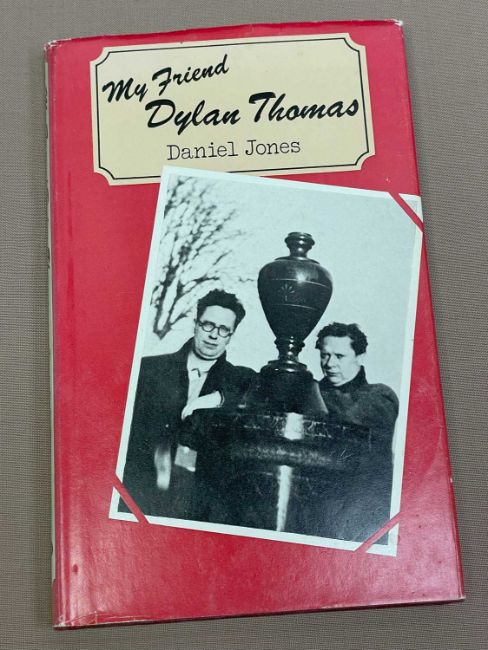 My Friend
Dylan Thomas
Daniel Jones